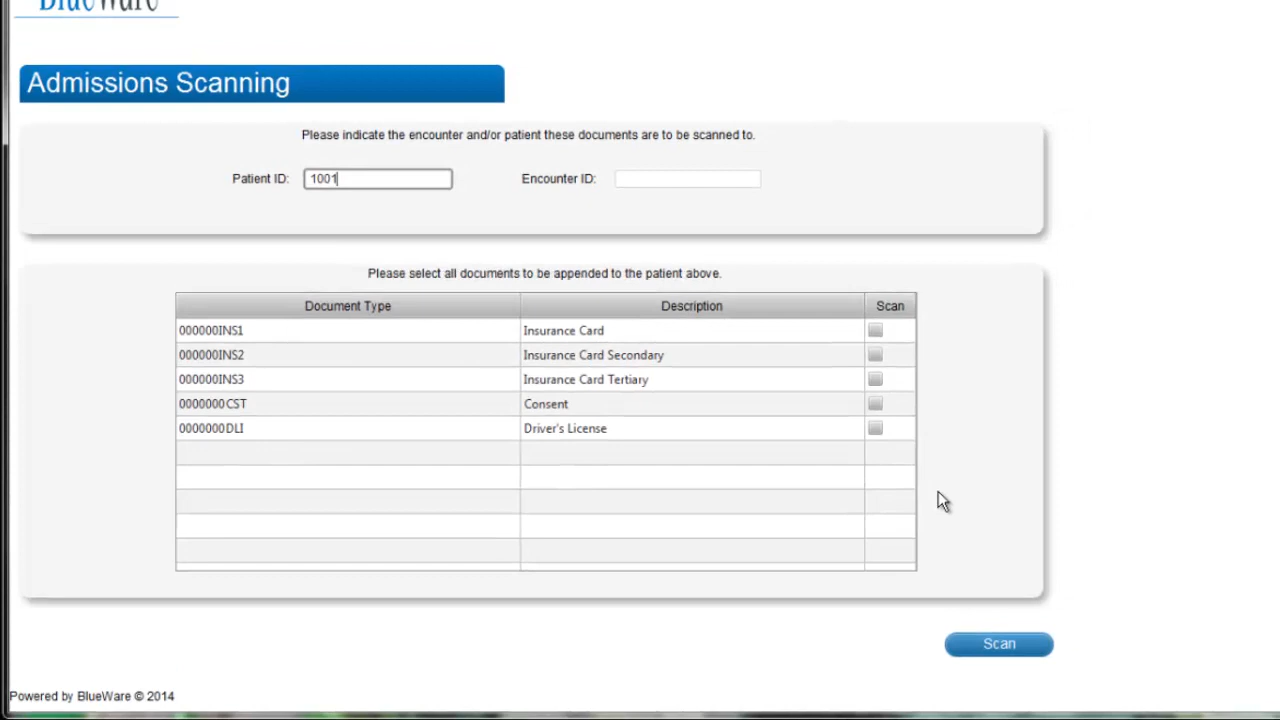 BlueWare
Admissions Scanning
Please indicate the encounter and/or patient these documents are to be scanned to.
Patient ID: 1001 Encounter ID:
Please select all documents to be appended to the patient above.
Document Type Description Scan
000000INS1 Insurance Card
000000INS2 Insurance Card Secondary
000000INS3 Insurance Card Tertiary
0000000CST Consent
0000000DLI Driver's License
Scan
Powered by BlueWare © 2014